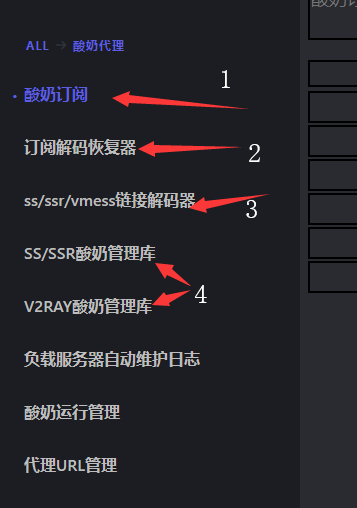 酸奶订
ALL → 酸奶代理
酸奶订阅 1
订阅解码恢复器 2
ss/ssr/vmess链接解码器 3
SS/SSR酸奶管理库
4
V2RAY酸奶管理库
负载服务器自动维护日志
酸奶运行管理
代理URL管理